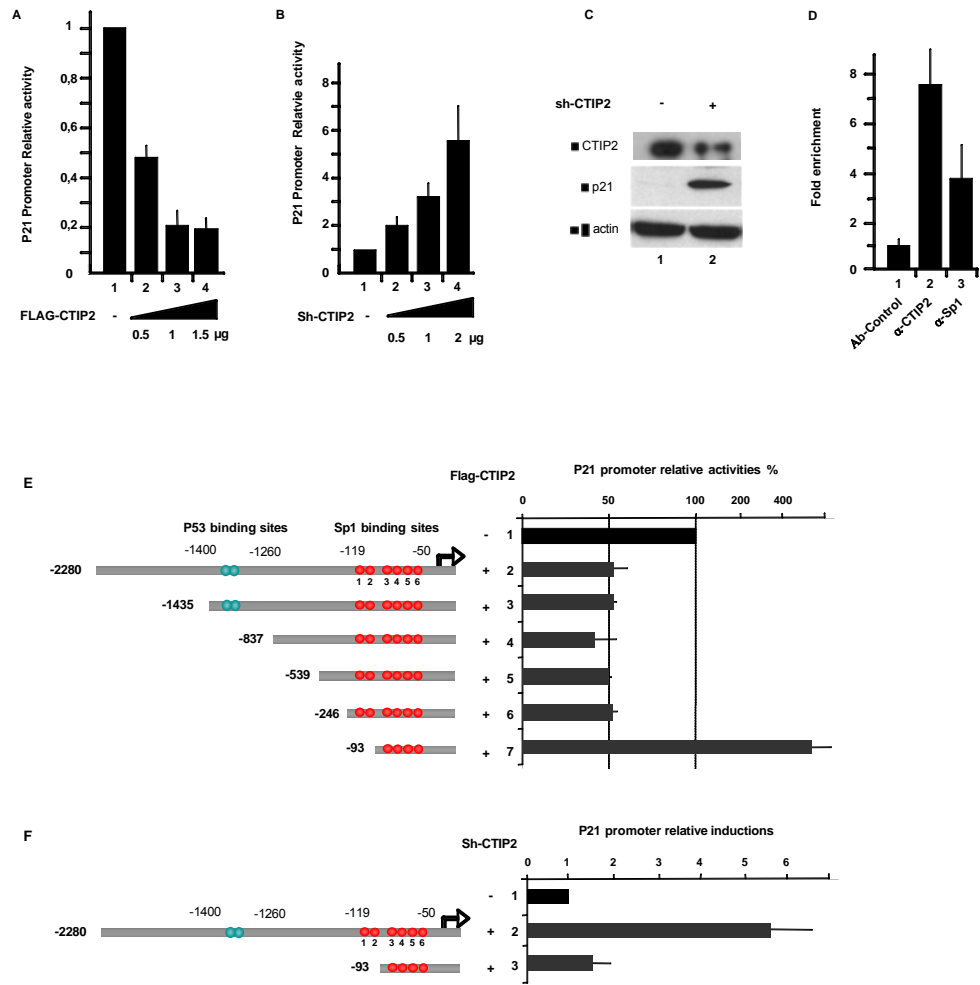 A
P21 Promoter Relative activity
1
0,8
0,6
0,4
0,2
0
1 2 3 4
FLAG-CTIP2 -
0.5 1 1.5 µg
B
P21 Promoter Relatvie activity
8
6
4
2
0
1 2 3 4
Sh-CTIP2 -
0.5 1 2 µg
C
sh-CTIP2 - +
CTIP2
p21
actin
1 2
D
Fold enrichment
8
6
4
2
0
1 2 3
Ab-Control
α-CTIP2
α-Sp1
E
Flag-CTIP2
P21 promoter relative activities %
0 50 100 200 400
P53 binding sites
Sp1 binding sites
-1400 -1260 -119 -50
- 1
-2280
1 2 3 4 5 6
+ 2
-1435
+ 3
-837
+ 4
-539
+ 5
-246
+ 6
-93
+ 7
F
Sh-CTIP2
P21 promoter relative inductions
0 1 2 3 4 5 6
- 1
-1400 -1260 -119 -50
-2280
1 2 3 4 5 6
+ 2
-93
+ 3